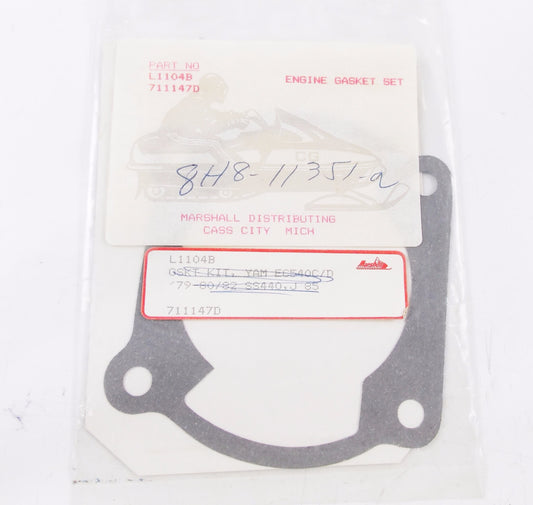 PART NO
L1104B
711147D
ENGINE GASKET SET
8H8-11351-a
MARSHALL DISTRIBUTING
CASS CITY MICH
L1104B
GSKT KIT, YAM EC540C/D
'79-80/82 SS440,J 85
711147D
Marshall